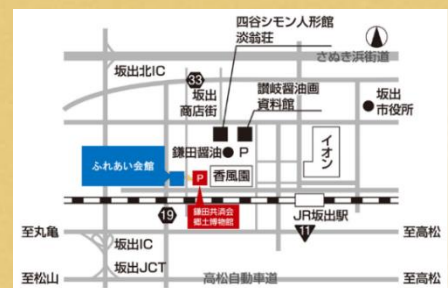 四谷シモン人形館
淡翁荘
さぬき浜街道
坂出北IC
33
坂出
商店街
讃岐醤油画
資料館
坂出
市役所
鎌田醤油
P
イオン
ふれあい会館
P
香風園
鎌田共済会
郷土博物館
19
JR坂出駅
11
至丸亀
至高松
坂出IC
坂出JCT
至松山
高松自動車道
至高松